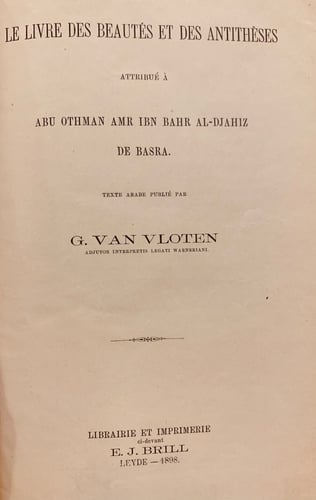 LE LIVRE DES BEAUTÉS ET DES ANTITHÈSES
ATTRIBUÉ À
ABU OTHMAN AMR IBN BAHR AL-DJAHIZ
DE BASRA.
TEXTE ARABE PUBLIÉ PAR
G. VAN VLOTEN
ADJUTOR INTERPRETIS LEGATI WARNERIANI.
LIBRAIRIE ET IMPRIMERIE
ci-devant
E. J. BRILL
LEYDE — 1898.